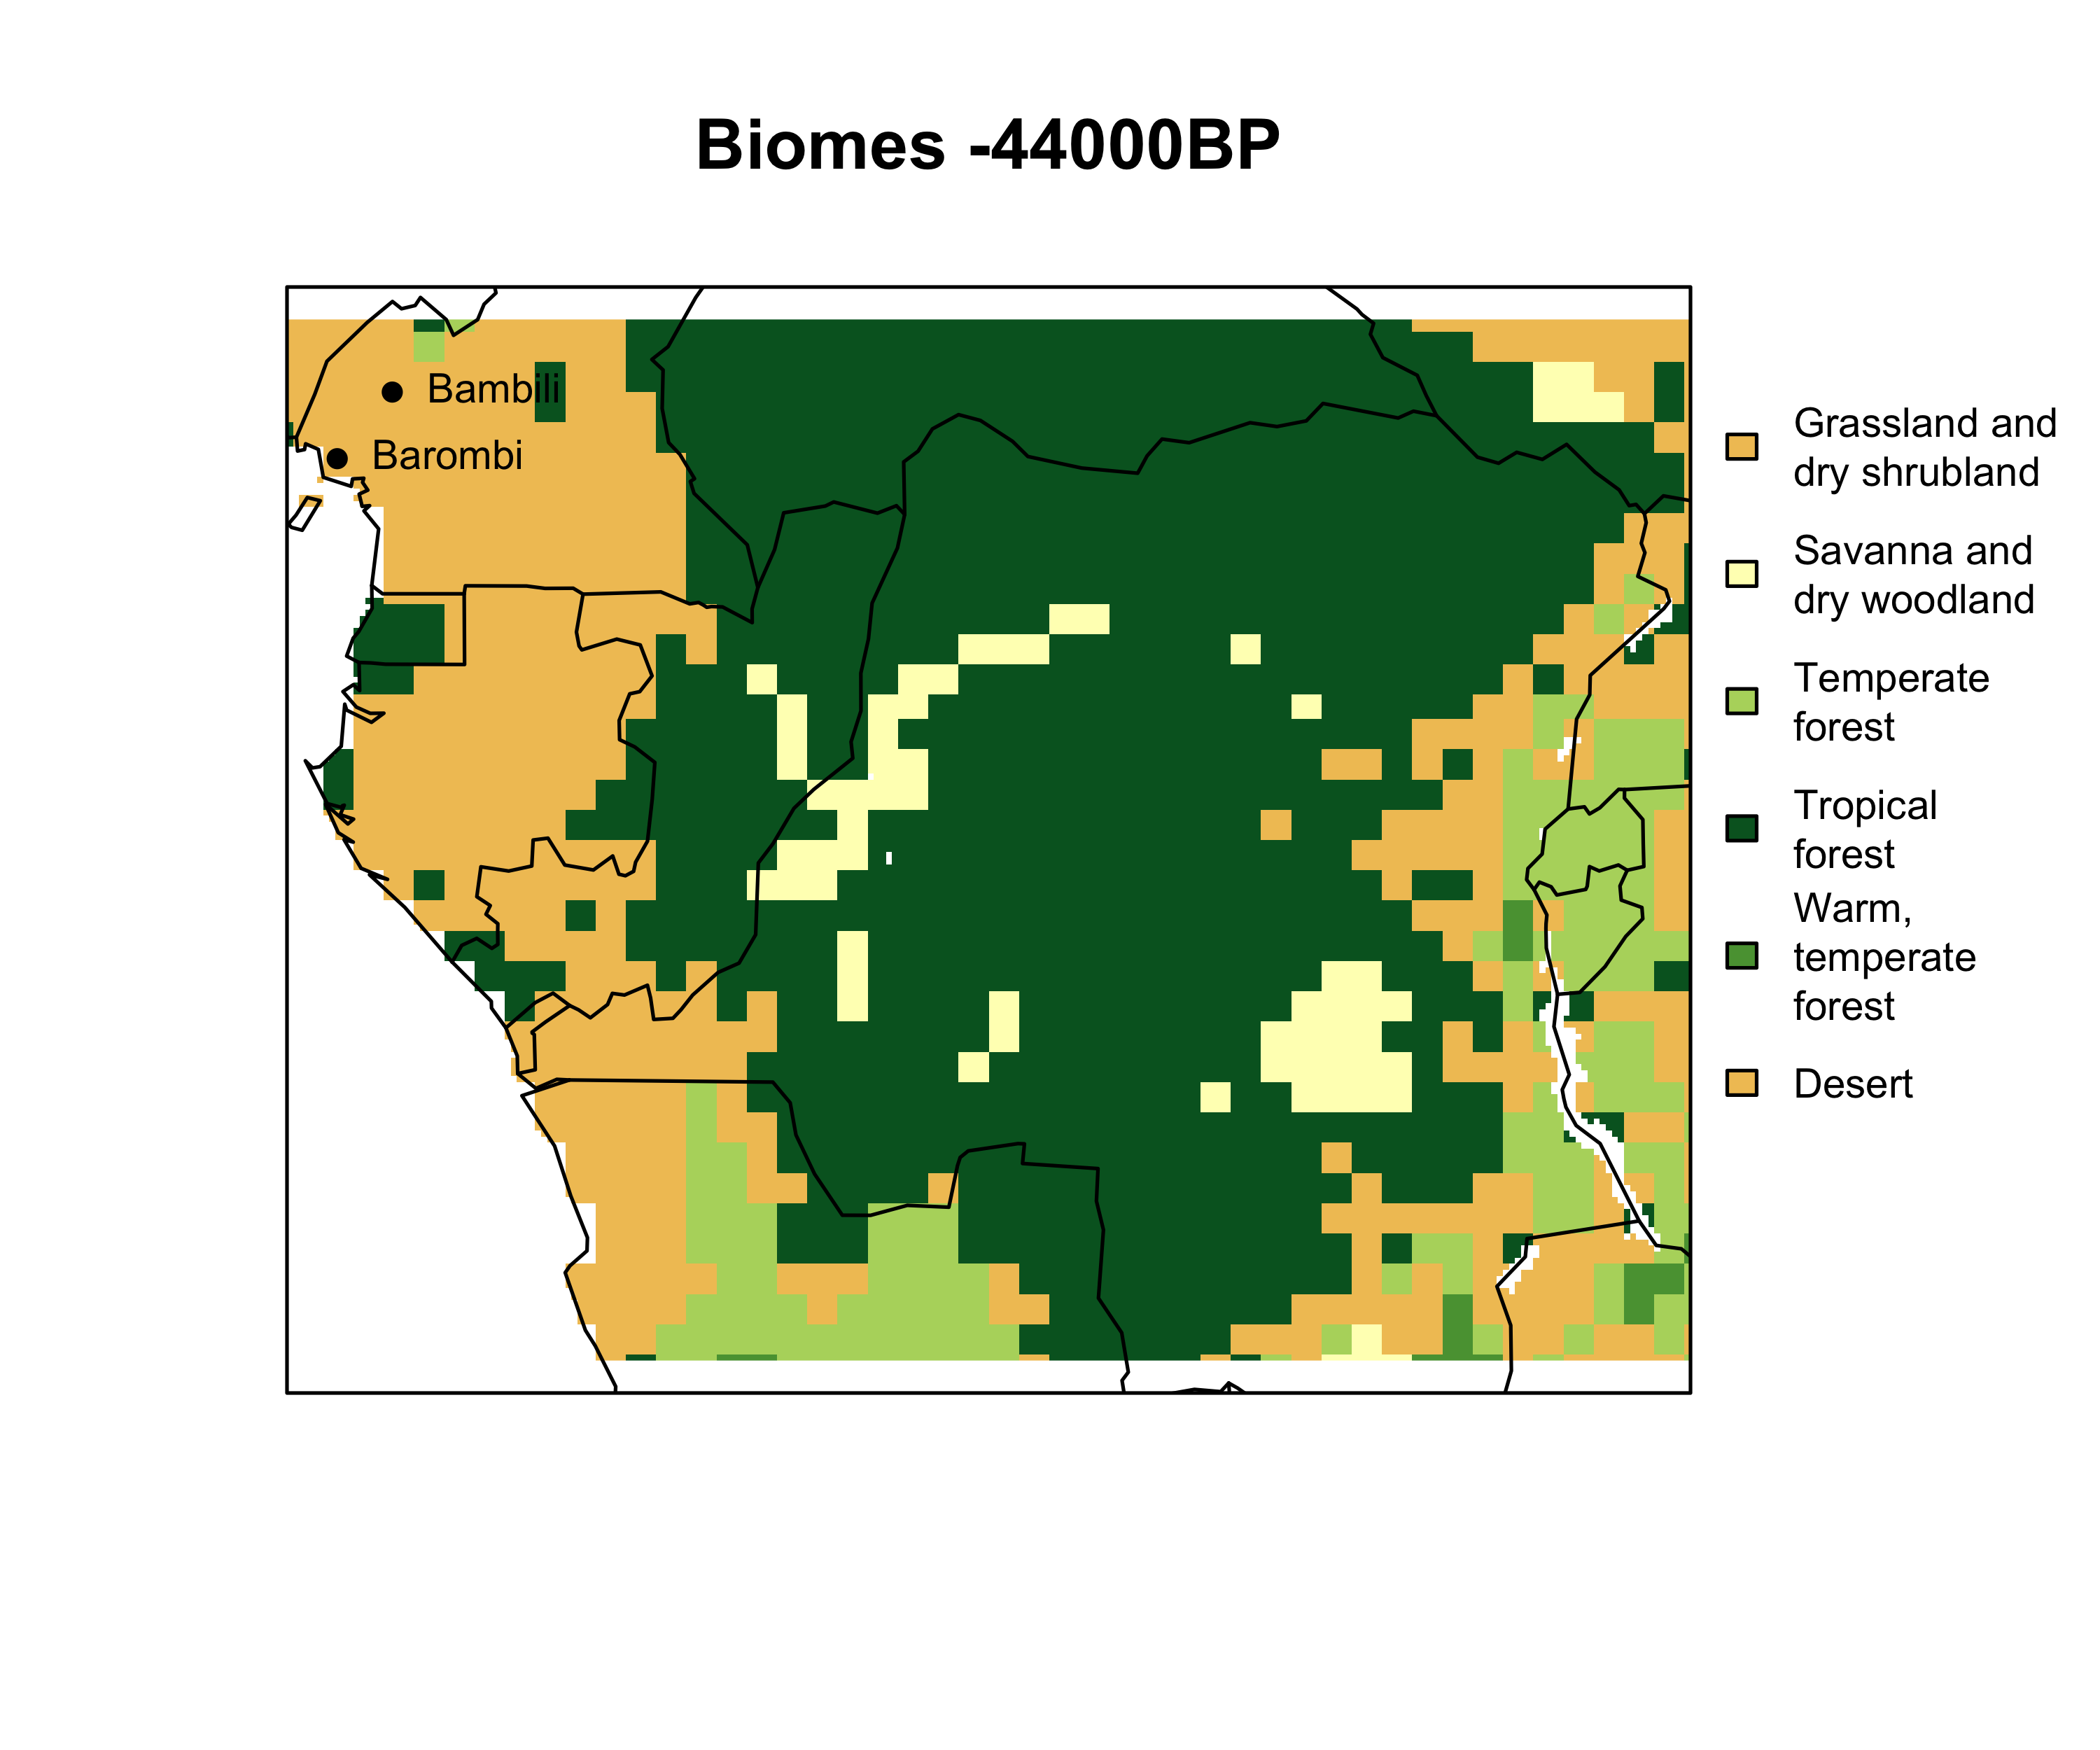 Biomes -44000BP
Bambili
Barombi
Grassland and
dry shrubland
Savanna and
dry woodland
Temperate
forest
Tropical
forest
Warm,
temperate
forest
Desert